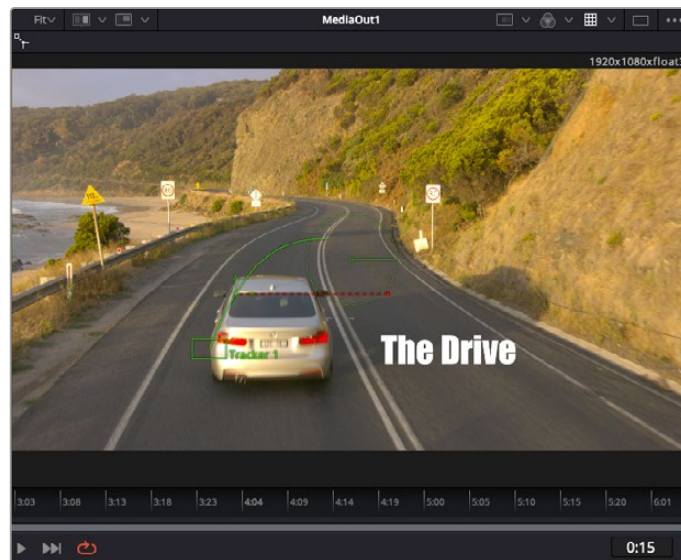 Fit
MediaOut1
1920x1080xfloat3
Tracker 1
The Drive
3:03 3:08 3:13 3:18 3:23 4:04 4:09 4:14 4:19 5:00 5:05 5:10 5:15 5:20 6:01
0:15